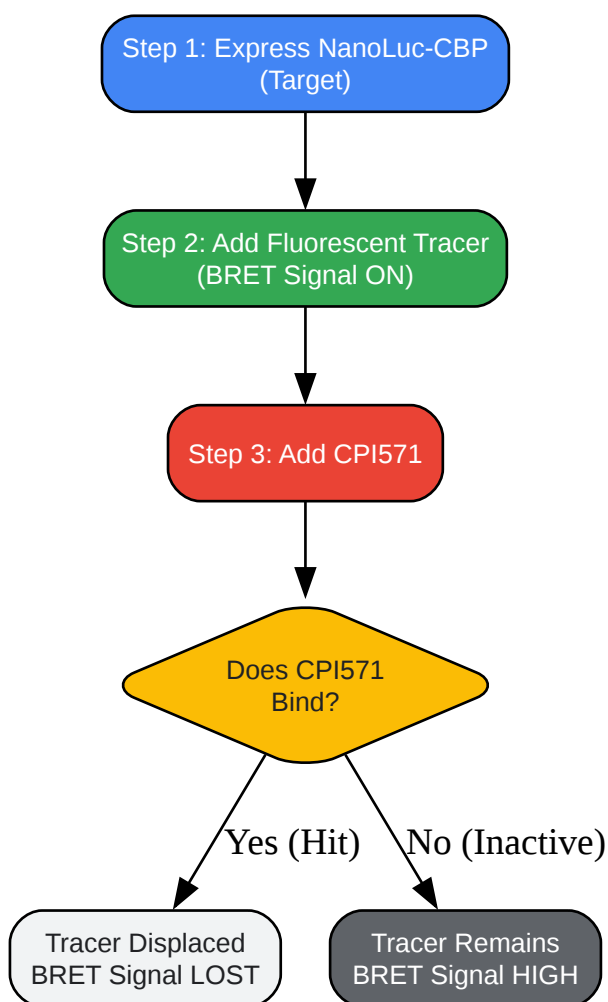 Step 1: Express NanoLuc-CBP
(Target)
Step 2: Add Fluorescent Tracer
(BRET Signal ON)
Step 3: Add CPI571
Does CPI571
Bind?
Yes (Hit)
No (Inactive)
Tracer Displaced
BRET Signal LOST
Tracer Remains
BRET Signal HIGH